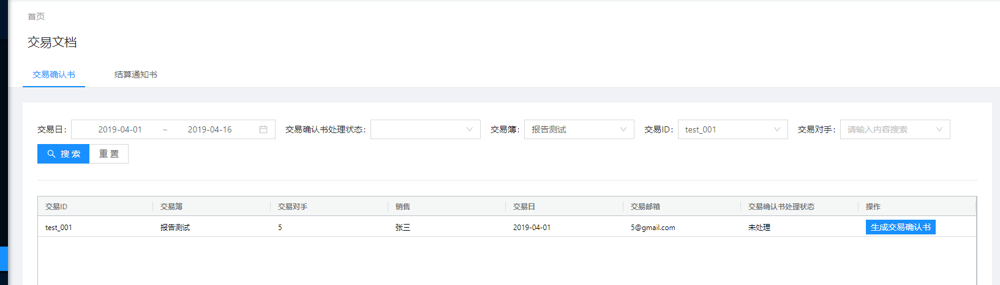 首页
交易文档
交易确认书 结算通知书
交易日: 2019-04-01 ~ 2019-04-16 交易确认书处理状态: 交易簿: 报告测试 交易ID: test_001 交易对手: 请输入内容搜索
搜 索 重 置
交易ID 交易簿 交易对手 销售 交易日 交易邮箱 交易确认书处理状态 操作
test_001 报告测试 5 张三 2019-04-01 5@gmail.com 未处理 生成交易确认书